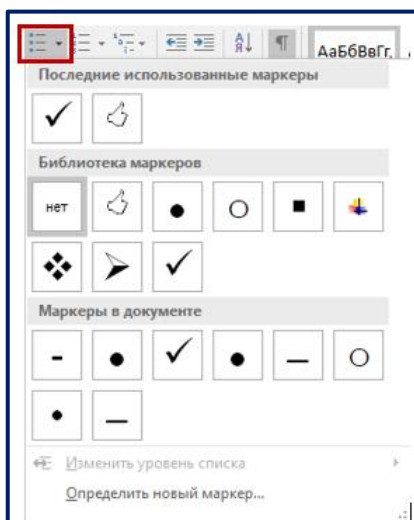 АаБбВвГг,
Последние использованные маркеры
Библиотека маркеров
нет
Маркеры в документе
Изменить уровень списка
Определить новый маркер...